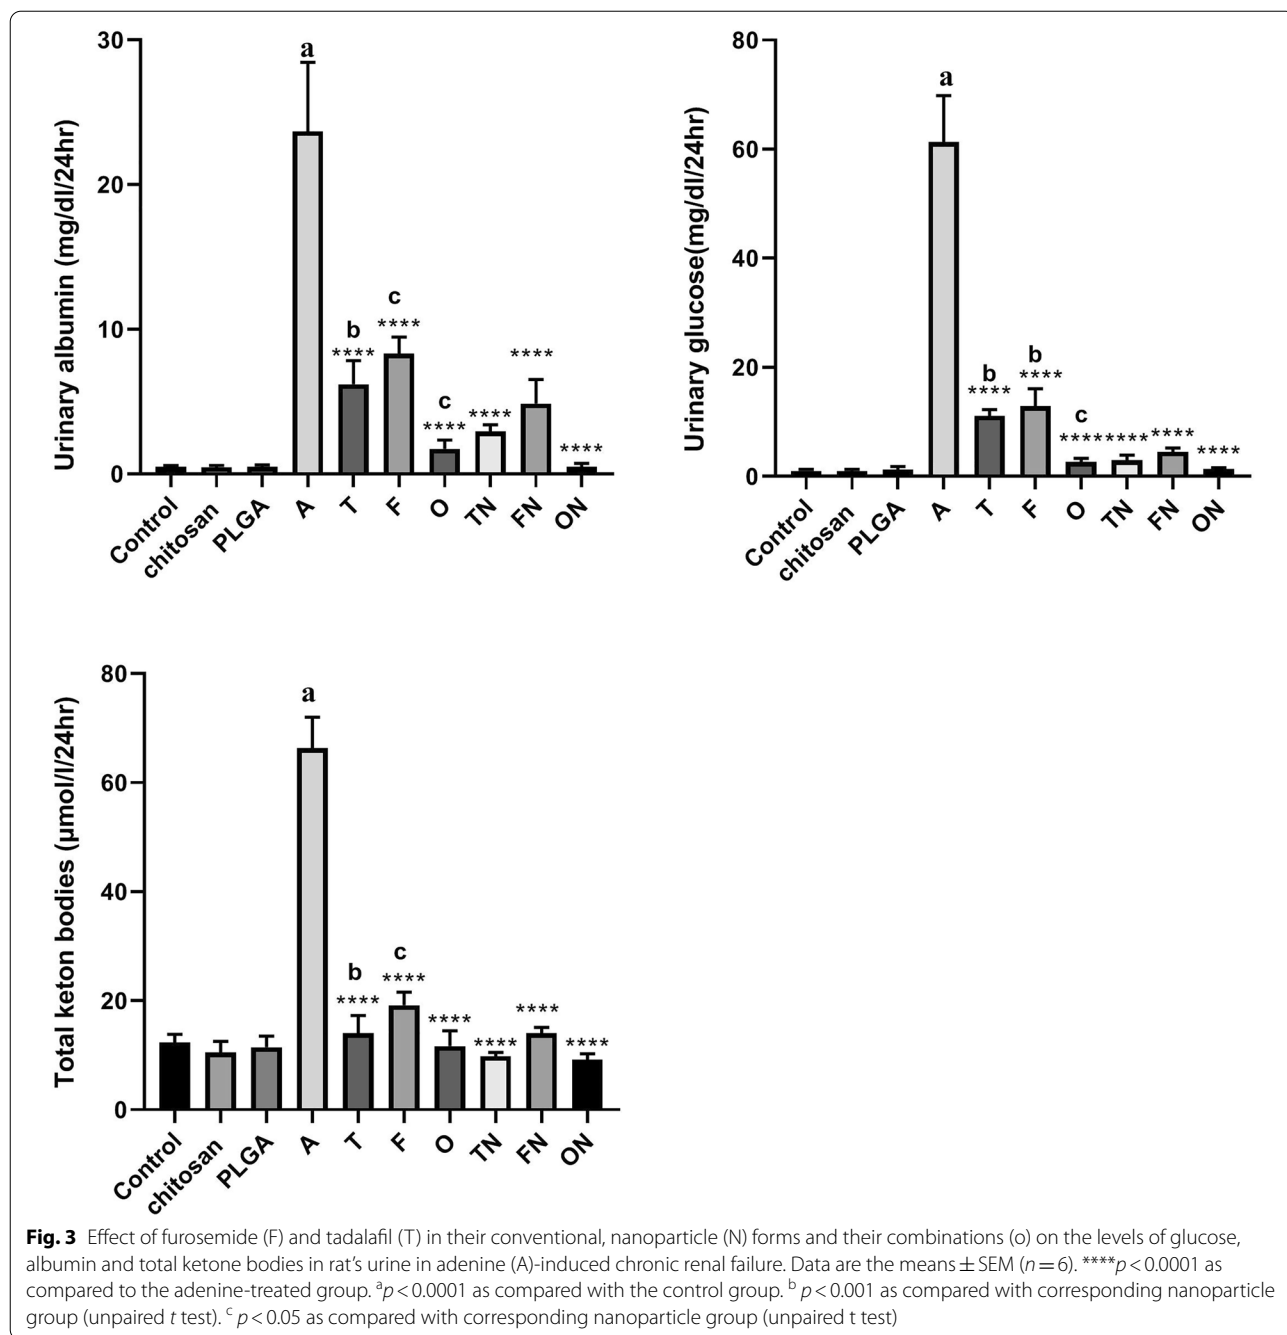 30
20
10
0
Urinary albumin (mg/dl/24hr)
a
b
****
c
****
c
****
****
****
****
Control
chitosan
PLGA
A
T
F
O
TN
FN
ON
80
60
40
20
0
Urinary glucose(mg/dl/24hr)
a
b
****
b
****
c
****
****
****
****
Control
chitosan
PLGA
A
T
F
O
TN
FN
ON
80
60
40
20
0
Total keton bodies (µmol/l/24hr)
a
b
****
c
****
****
****
****
****
Control
chitosan
PLGA
A
T
F
O
TN
FN
ON
Fig. 3 Effect of furosemide (F) and tadalafil (T) in their conventional, nanoparticle (N) forms and their combinations (o) on the levels of glucose,
albumin and total ketone bodies in rat's urine in adenine (A)-induced chronic renal failure. Data are the means ± SEM (n = 6). ****p < 0.0001 as
compared to the adenine-treated group. ᵃp < 0.0001 as compared with the control group. ᵇ p < 0.001 as compared with corresponding nanoparticle
group (unpaired t test). ᶜ p < 0.05 as compared with corresponding nanoparticle group (unpaired t test)